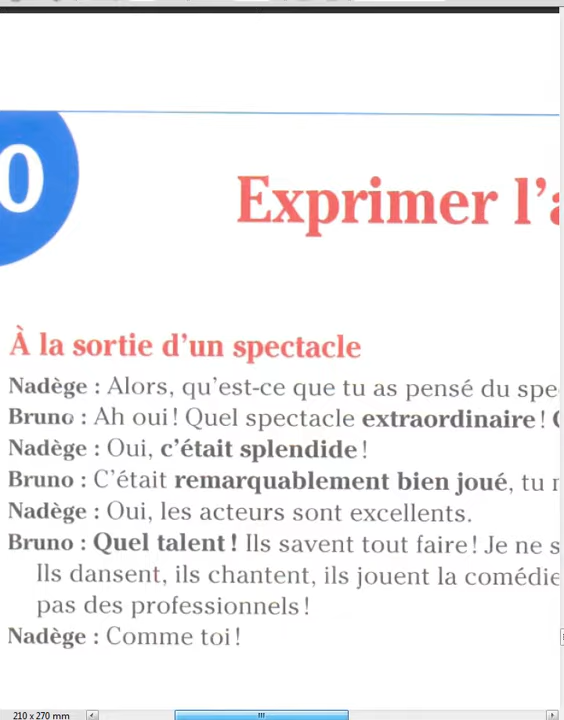 0
Exprimer l'a
À la sortie d'un spectacle
Nadège : Alors, qu'est-ce que tu as pensé du spe
Bruno : Ah oui ! Quel spectacle extraordinaire !
Nadège : Oui, c'était splendide !
Bruno : C'était remarquablement bien joué, tu
Nadège : Oui, les acteurs sont excellents.
Bruno : Quel talent ! Ils savent tout faire ! Je ne s
Ils dansent, ils chantent, ils jouent la comédie
pas des professionnels !
Nadège : Comme toi !
210 x 270 mm